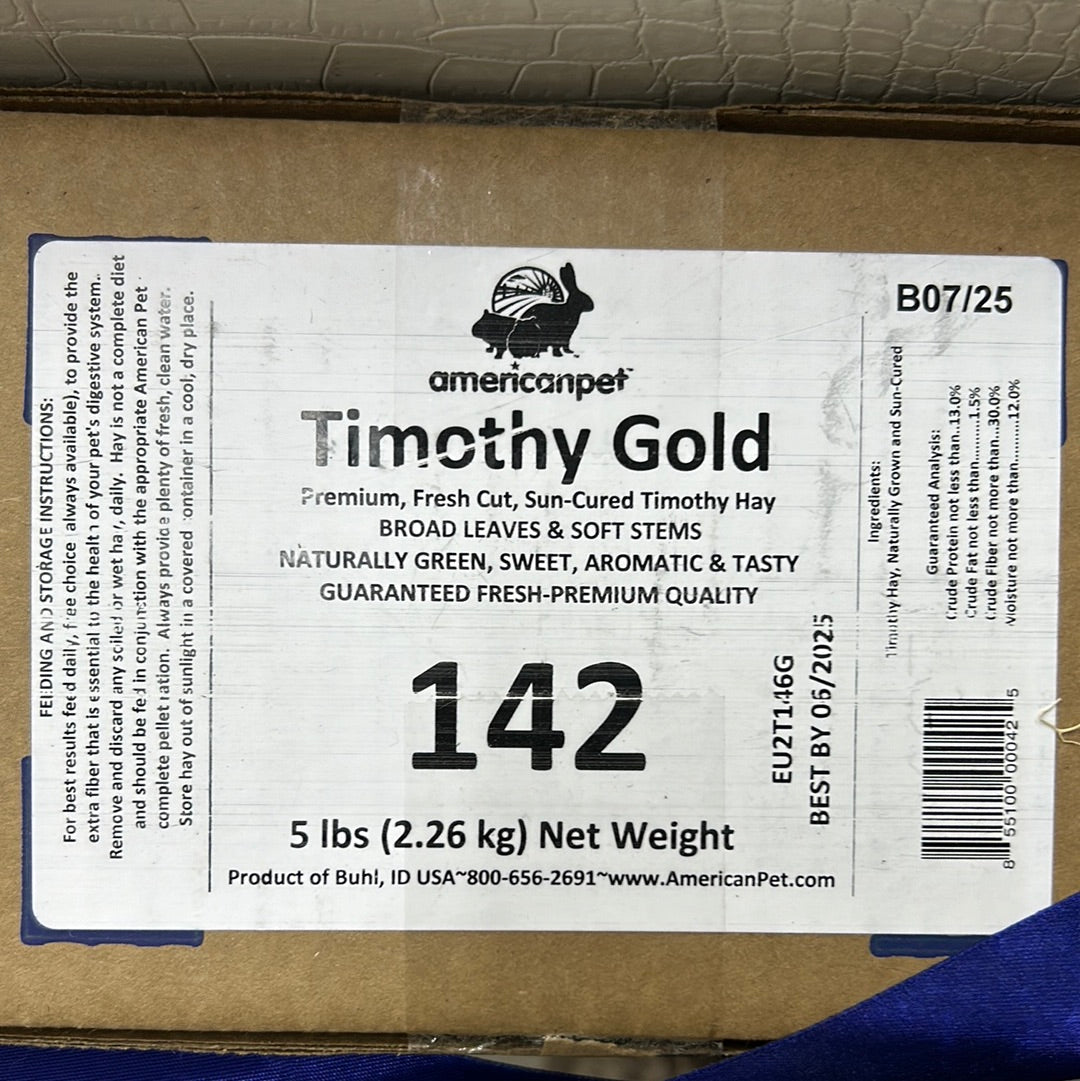 FEEDING AND STORAGE INSTRUCTIONS:
For best results feed daily, free choice (always available), to provide the
extra fiber that is essential to the health of your pet's digestive system..
Remove and discard any soiled or wet hay, daily. Hay is not a complete diet
and should be fed in conjunction with the appropriate American Pet
complete pellet ration. Always provide plenty of fresh, clean water.
Store hay out of sunlight in a covered container in a cool, dry place.
americanpet™
Timothy Gold
Premium, Fresh Cut, Sun-Cured Timothy Hay
BROAD LEAVES & SOFT STEMS
NATURALLY GREEN, SWEET, AROMATIC & TASTY
GUARANTEED FRESH-PREMIUM QUALITY
142
5 lbs (2.26 kg) Net Weight
Product of Buhl, ID USA~800-656-2691~www.AmericanPet.com
EU2T146G
BEST BY 06/2025
B07/25
Ingredients:
Timothy Hay, Naturally Grown and Sun-Cured
Guaranteed Analysis:
Crude Protein not less than...13.0%
Crude Fat not less than...........1.5%
Crude Fiber not more than...30.0%
Moisture not more than..........12.0%
8 55100 00042 5